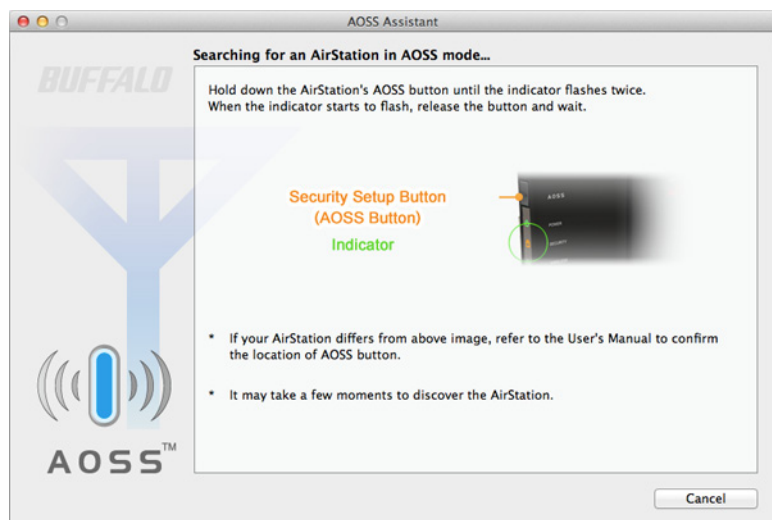 AOSS Assistant
Searching for an AirStation in AOSS mode...
BUFFALO
Hold down the AirStation's AOSS button until the indicator flashes twice.
When the indicator starts to flash, release the button and wait.
Security Setup Button
(AOSS Button)
Indicator
AOSS
POWER
SECURITY
* If your AirStation differs from above image, refer to the User's Manual to confirm
the location of AOSS button.
* It may take a few moments to discover the AirStation.
AOSS™
Cancel